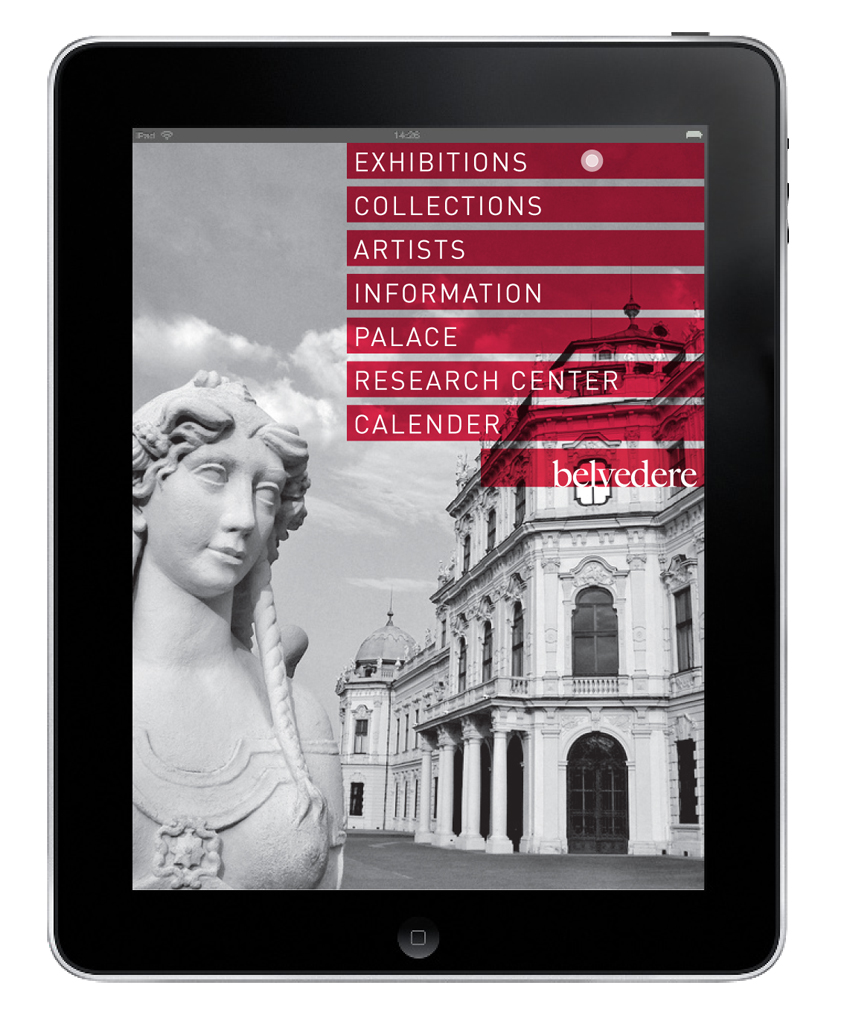 iPad
14:26
EXHIBITIONS
COLLECTIONS
ARTISTS
INFORMATION
PALACE
RESEARCH CENTER
CALENDER
belvedere